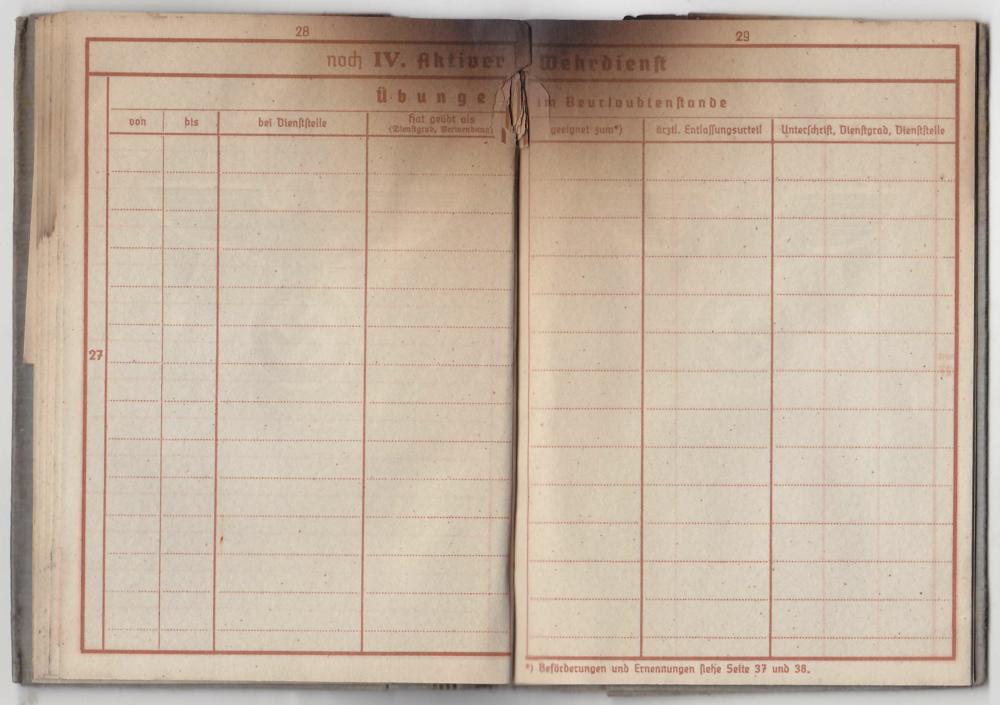 28
29
noch IV. Aktiver Wehrdienst
Übunge im Beurlaubtenstande
von bis bei Dienststelle Hat geübt als (Dienstgrad, Verwendung) geeignet zum*) ärztl. Entlassungsurteil Unterschrift, Dienstgrad, Dienststelle
27
*) Beförderungen und Ernennungen siehe Seite 37 und 38.